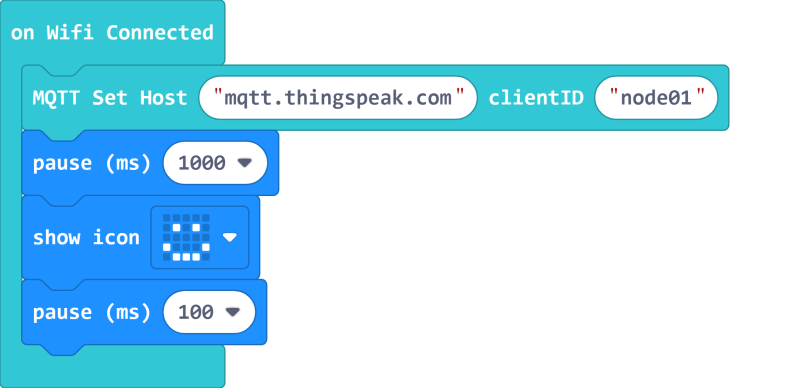 on Wifi Connected
MQTT Set Host "mqtt.thingspeak.com" clientID "node01"
pause (ms) 1000
show icon
pause (ms) 100